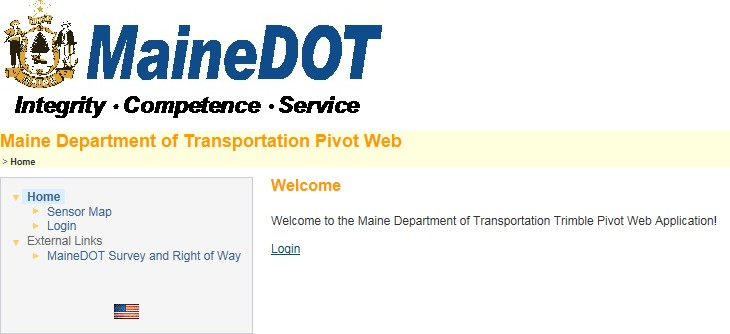 MaineDOT
Integrity · Competence · Service
Maine Department of Transportation Pivot Web
> Home
Home
Sensor Map
Login
External Links
MaineDOT Survey and Right of Way
Welcome
Welcome to the Maine Department of Transportation Trimble Pivot Web Application!
Login